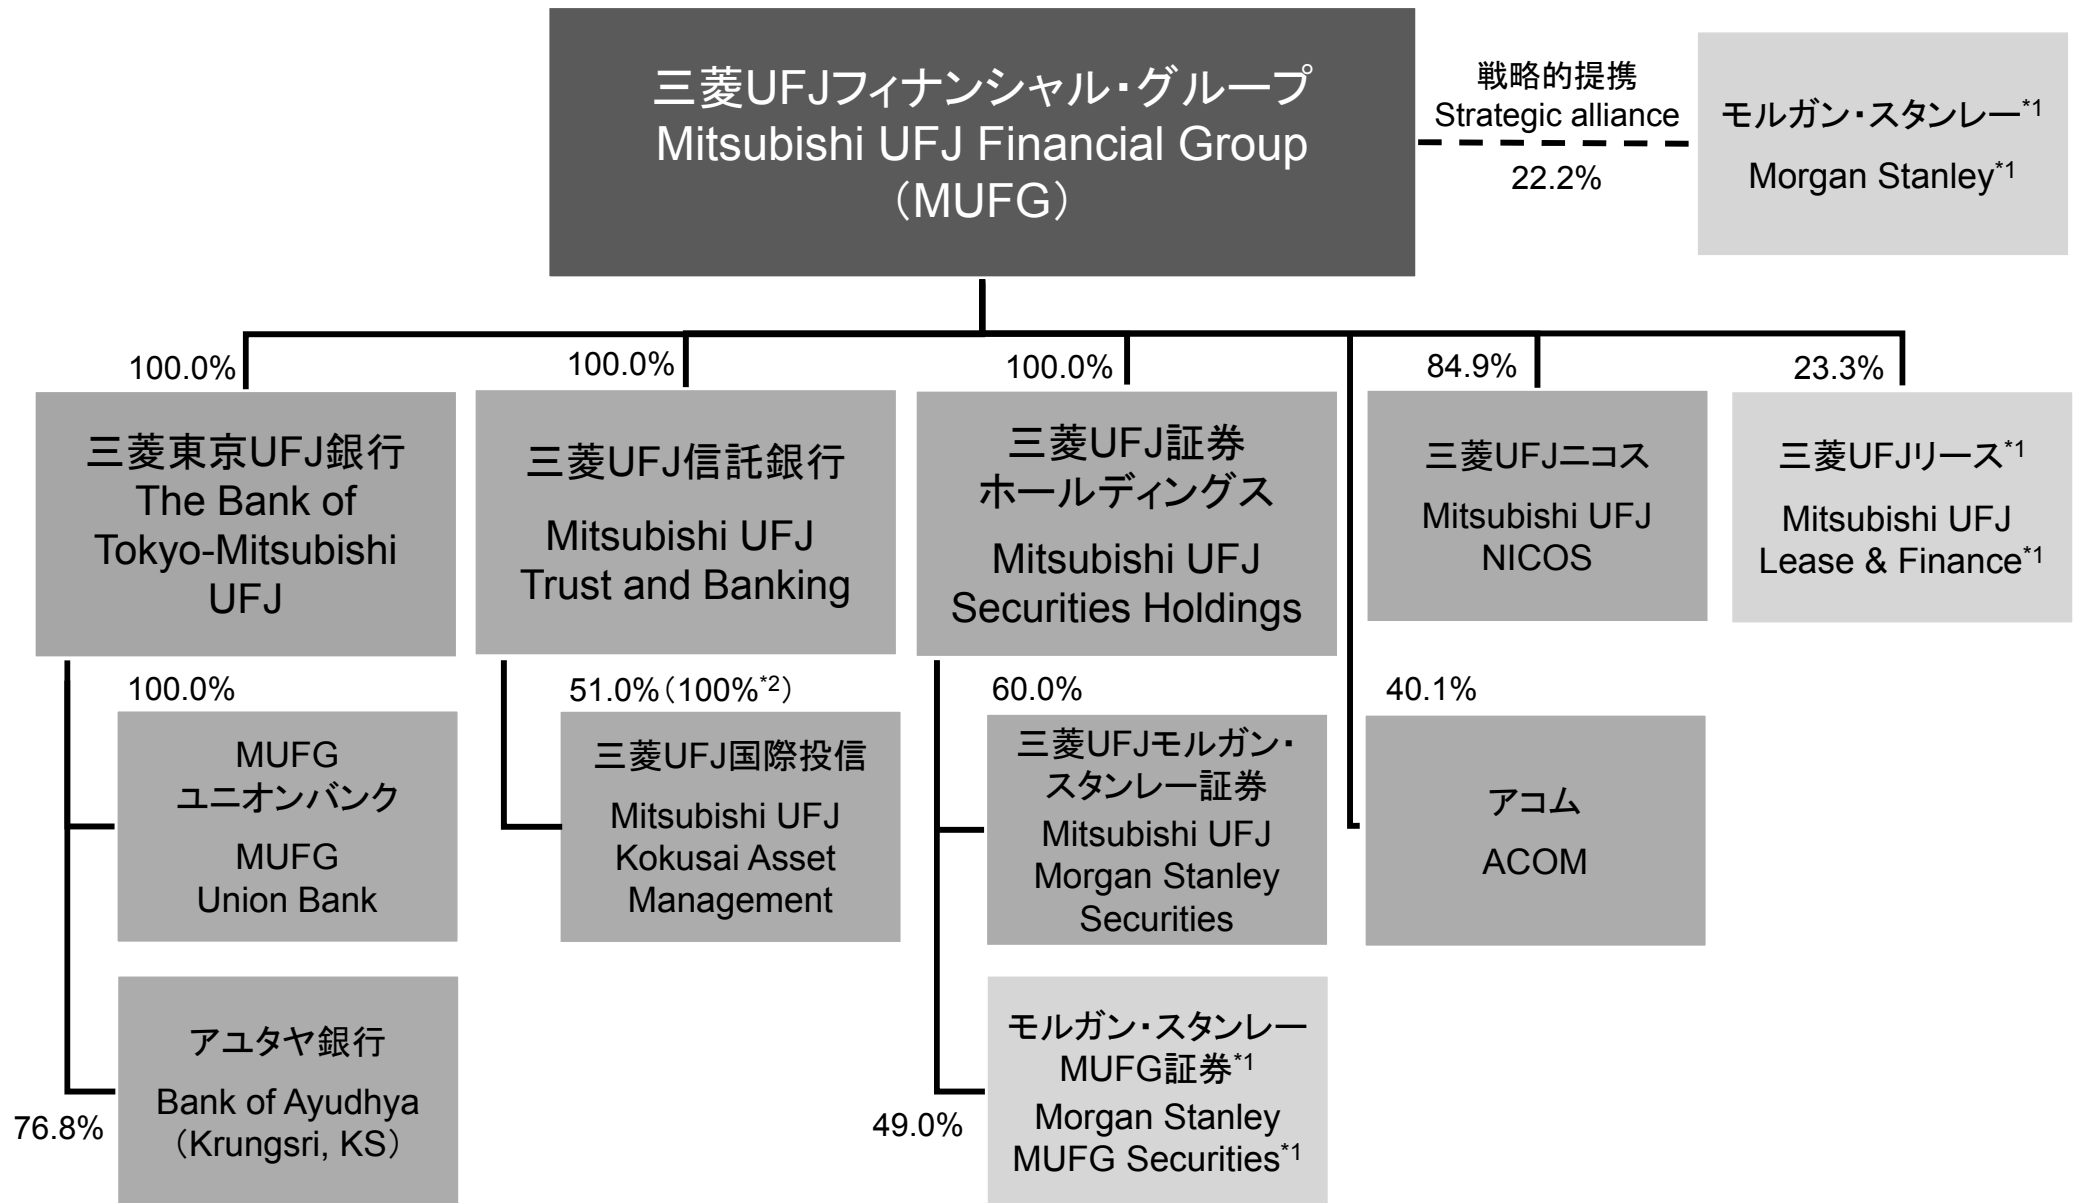 三菱UFJフィナンシャル・グループ
Mitsubishi UFJ Financial Group
（MUFG）
戦略的提携
Strategic alliance
22.2%
モルガン・スタンレー*1
Morgan Stanley*1
100.0%
三菱東京UFJ銀行
The Bank of
Tokyo-Mitsubishi
UFJ
100.0%
三菱UFJ信託銀行
Mitsubishi UFJ
Trust and Banking
100.0%
三菱UFJ証券
ホールディングス
Mitsubishi UFJ
Securities Holdings
84.9%
三菱UFJニコス
Mitsubishi UFJ
NICOS
23.3%
三菱UFJリース*1
Mitsubishi UFJ
Lease & Finance*1
100.0%
MUFG
ユニオンバンク
MUFG
Union Bank
51.0%（100%*2）
三菱UFJ国際投信
Mitsubishi UFJ
Kokusai Asset
Management
60.0%
三菱UFJモルガン・
スタンレー証券
Mitsubishi UFJ
Morgan Stanley
Securities
40.1%
アコム
ACOM
76.8%
アユタヤ銀行
Bank of Ayudhya
（Krungsri, KS）
49.0%
モルガン・スタンレー
MUFG証券*1
Morgan Stanley
MUFG Securities*1